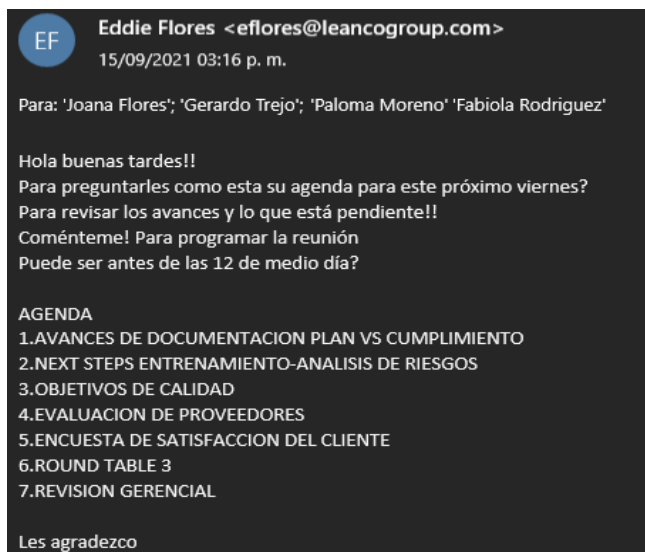 EF
Eddie Flores <eflores@leancogroup.com>
15/09/2021 03:16 p. m.
Para: 'Joana Flores'; 'Gerardo Trejo'; 'Paloma Moreno' 'Fabiola Rodriguez'
Hola buenas tardes!!
Para preguntarles como esta su agenda para este próximo viernes?
Para revisar los avances y lo que está pendiente!!
Coménteme! Para programar la reunión
Puede ser antes de las 12 de medio día?
AGENDA
1.AVANCES DE DOCUMENTACION PLAN VS CUMPLIMIENTO
2.NEXT STEPS ENTRENAMIENTO-ANALISIS DE RIESGOS
3.OBJETIVOS DE CALIDAD
4.EVALUACION DE PROVEEDORES
5.ENCUESTA DE SATISFACCION DEL CLIENTE
6.ROUND TABLE 3
7.REVISION GERENCIAL
Les agradezco